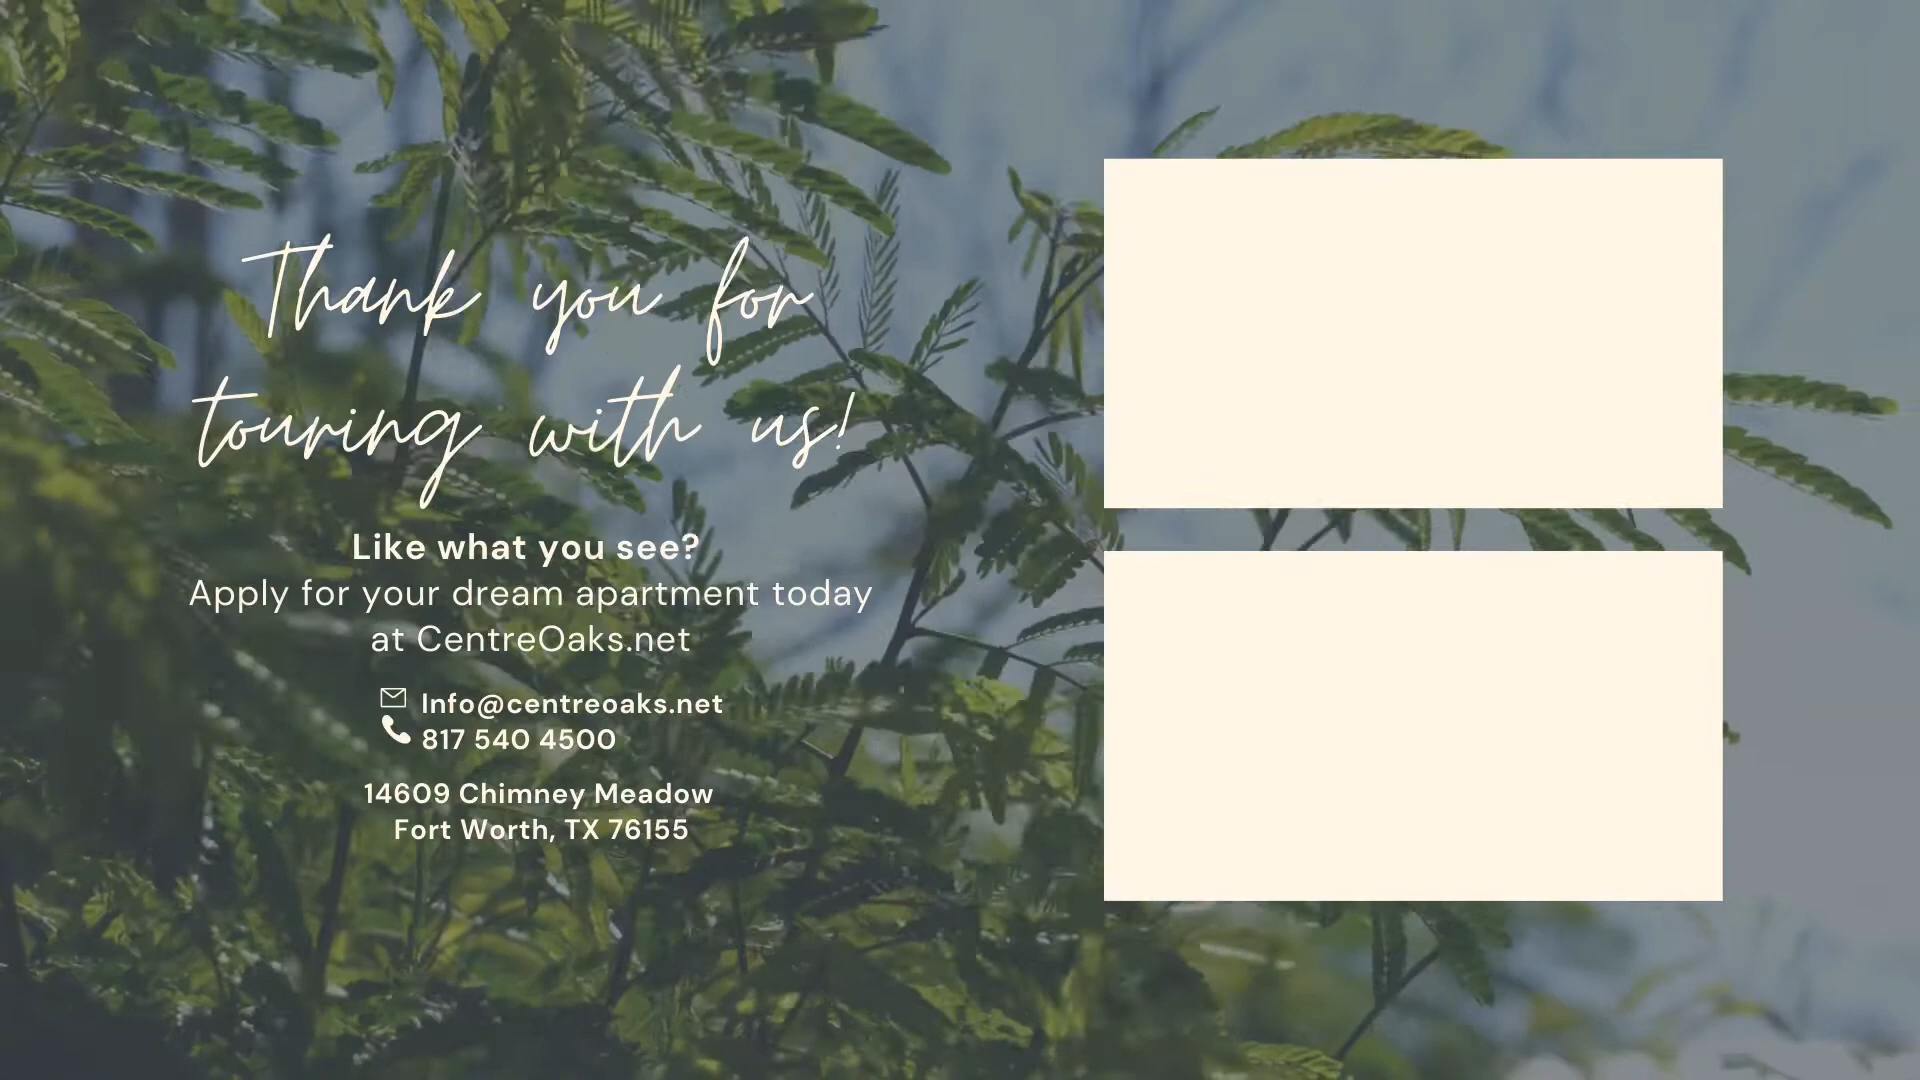 Thank you for
touring with us!
Like what you see?
Apply for your dream apartment today
at CentreOaks.net
Info@centreoaks.net
817 540 4500
14609 Chimney Meadow
Fort Worth, TX 76155